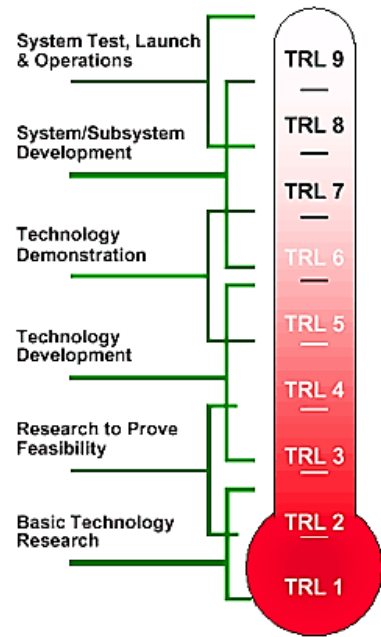 System Test, Launch
& Operations
System/Subsystem
Development
Technology
Demonstration
Technology
Development
Research to Prove
Feasibility
Basic Technology
Research
TRL 9
TRL 8
TRL 7
TRL 6
TRL 5
TRL 4
TRL 3
TRL 2
TRL 1